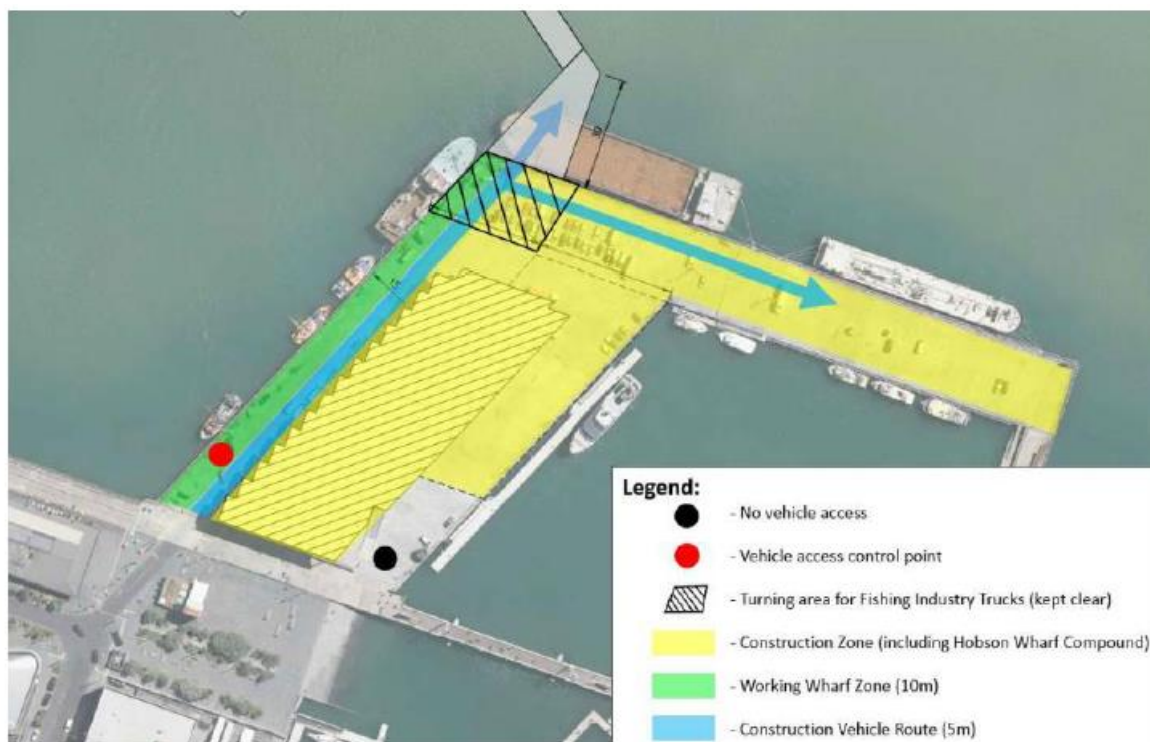 Legend:
- No vehicle access
- Vehicle access control point
- Turning area for Fishing Industry Trucks (kept clear)
- Construction Zone (including Hobson Wharf Compound)
- Working Wharf Zone (10m)
- Construction Vehicle Route (5m)